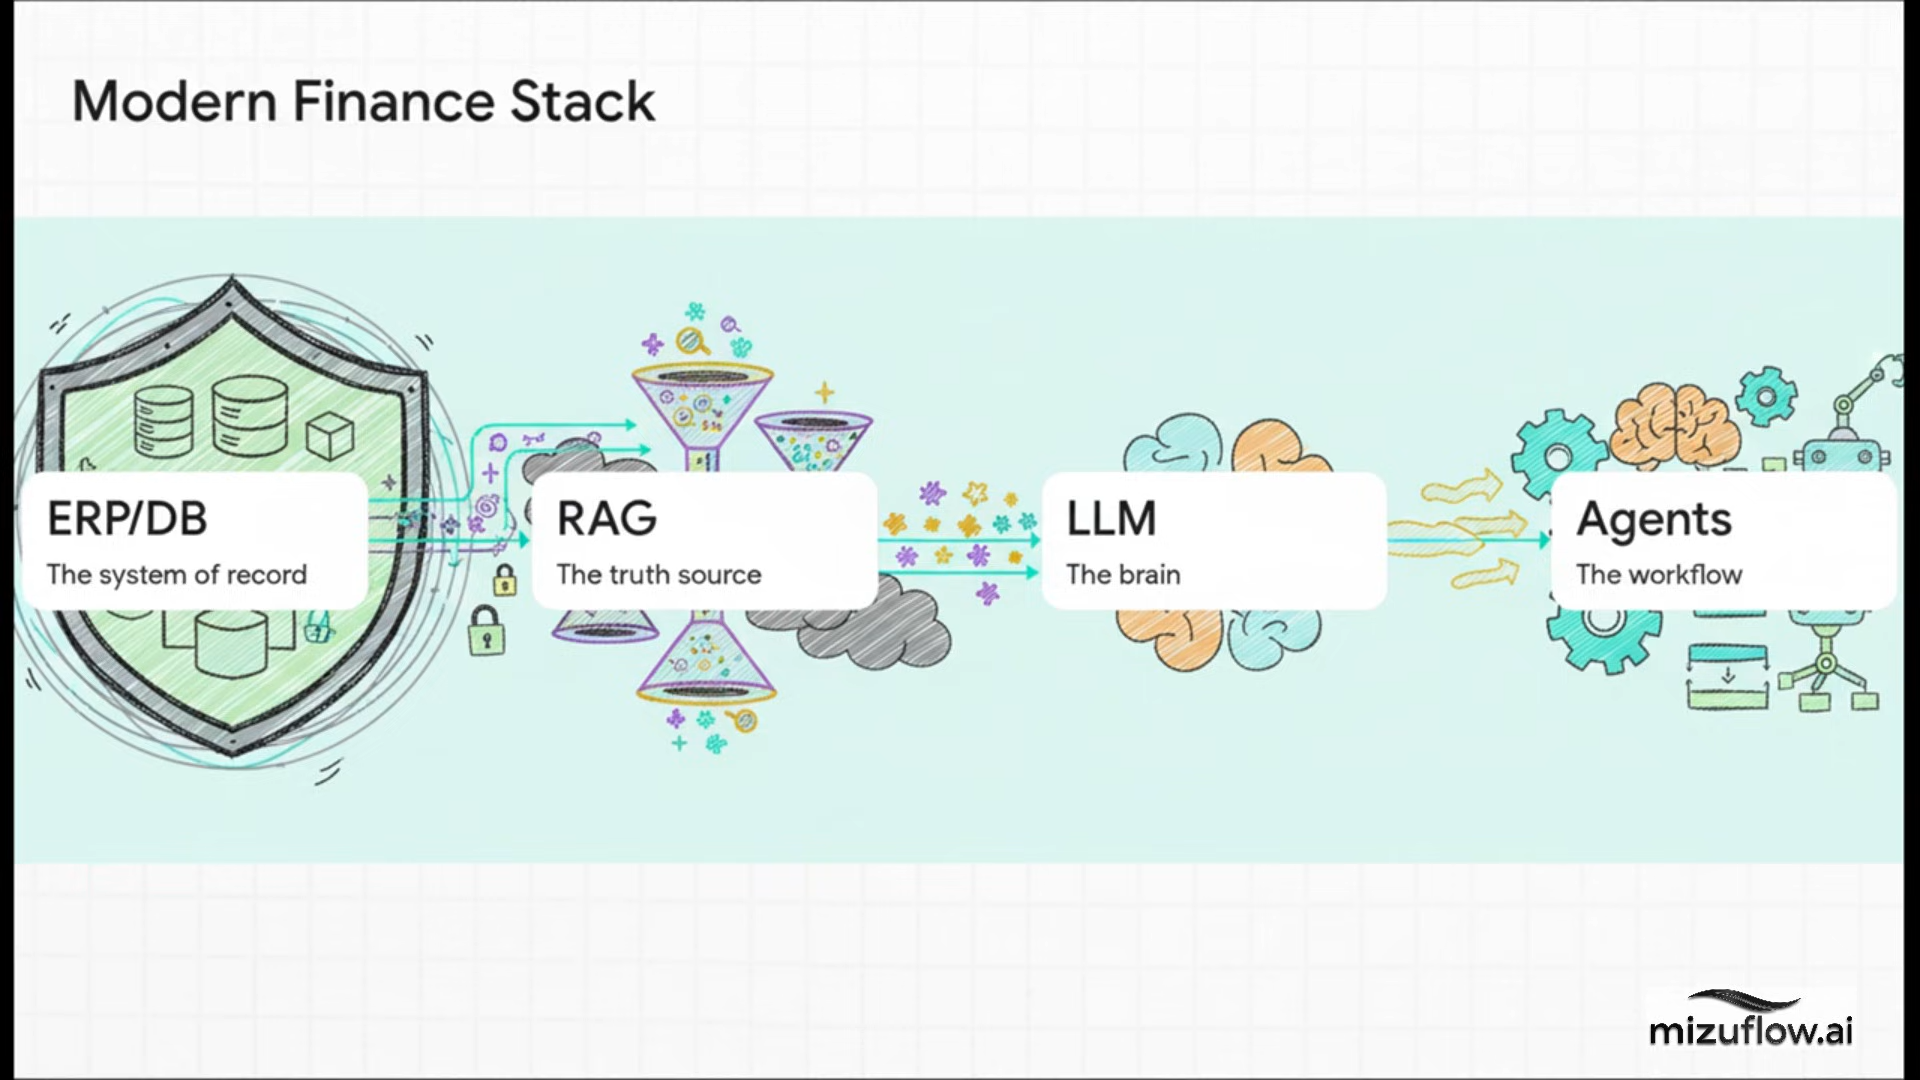 Modern Finance Stack
ERP/DB
The system of record
RAG
The truth source
LLM
The brain
Agents
The workflow
mizuflow.ai